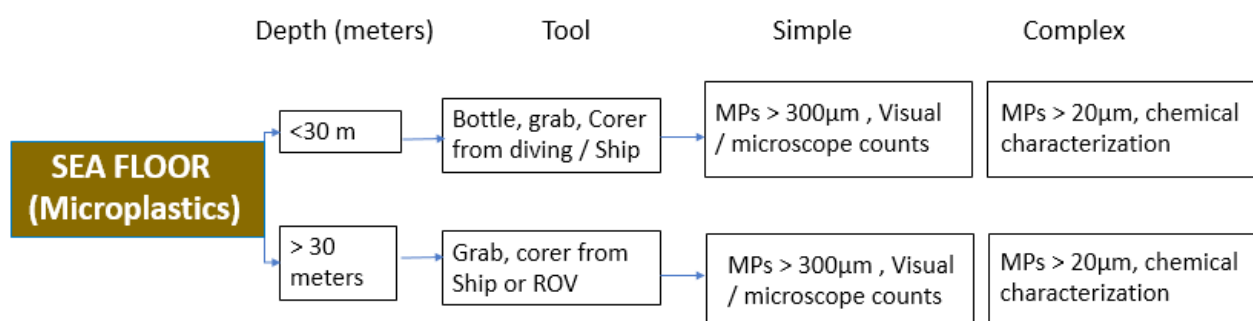 Depth (meters) Tool Simple Complex
SEA FLOOR
(Microplastics)
<30 m
Bottle, grab, Corer
from diving / Ship
MPs > 300µm , Visual
/ microscope counts
MPs > 20µm, chemical
characterization
> 30
meters
Grab, corer from
Ship or ROV
MPs > 300µm , Visual
/ microscope counts
MPs > 20µm, chemical
characterization